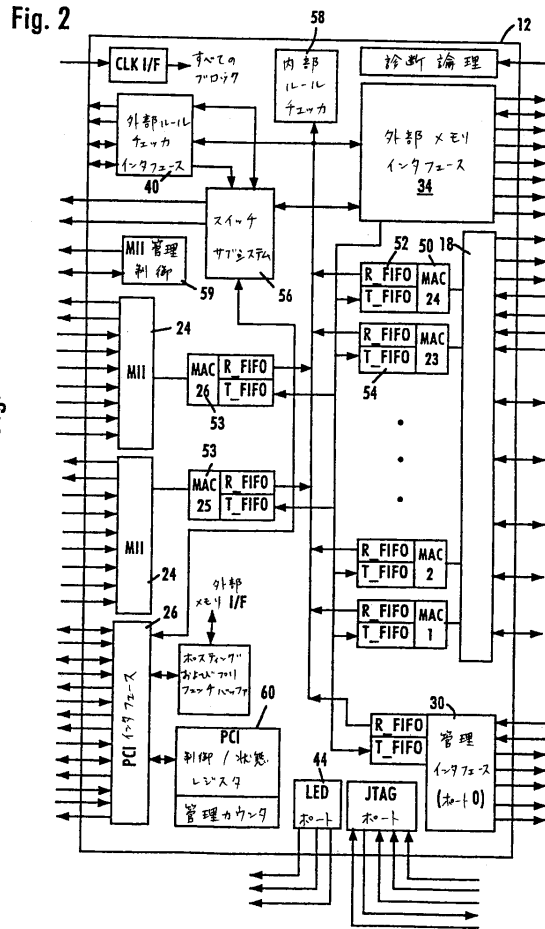 Fig. 2
12
58
CLK I/F
すべての
ブロック
内部
ルール
チェッカ
診断論理
外部ルール
チェッカ
インタフェース
40
外部メモリ
インタフェース
34
スイッチ
サブシステム
56
MII 管理
制御
59
18
52
50
R_FIFO
T_FIFO
MAC
24
R_FIFO
T_FIFO
MAC
23
54
24
MII
MAC
26
R_FIFO
T_FIFO
53
53
MAC
25
R_FIFO
T_FIFO
MII
24
R_FIFO
T_FIFO
MAC
2
R_FIFO
T_FIFO
MAC
1
26
外部
メモリ I/F
PCI インタフェース
ポスティング
およびプリ
フェッチバッファ
60
PCI
制御/状態
レジスタ
管理カウンタ
30
R_FIFO
T_FIFO
管理
インタフェース
(ポート0)
44
LED
ポート
JTAG
ポート